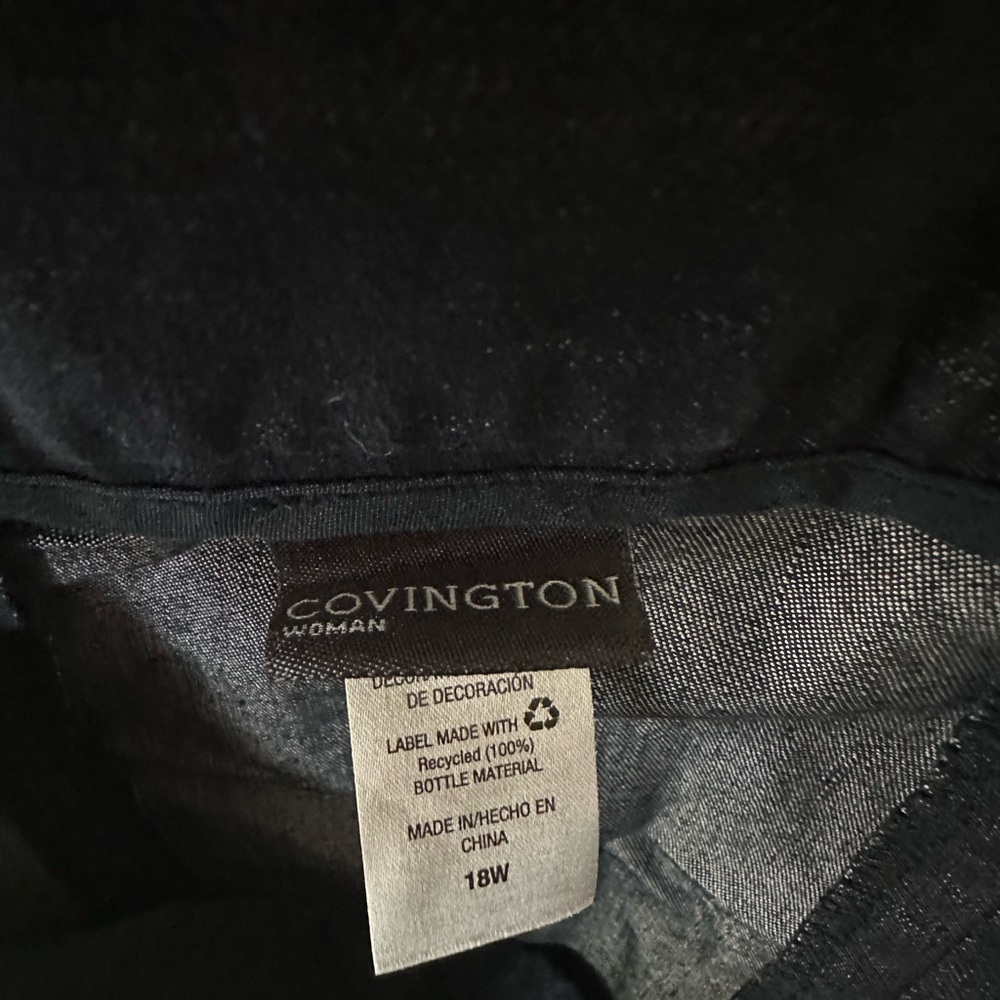 COVINGTON
WOMAN
DE DECORACIÓN
LABEL MADE WITH
Recycled (100%)
BOTTLE MATERIAL
MADE IN/HECHO EN
CHINA
18W